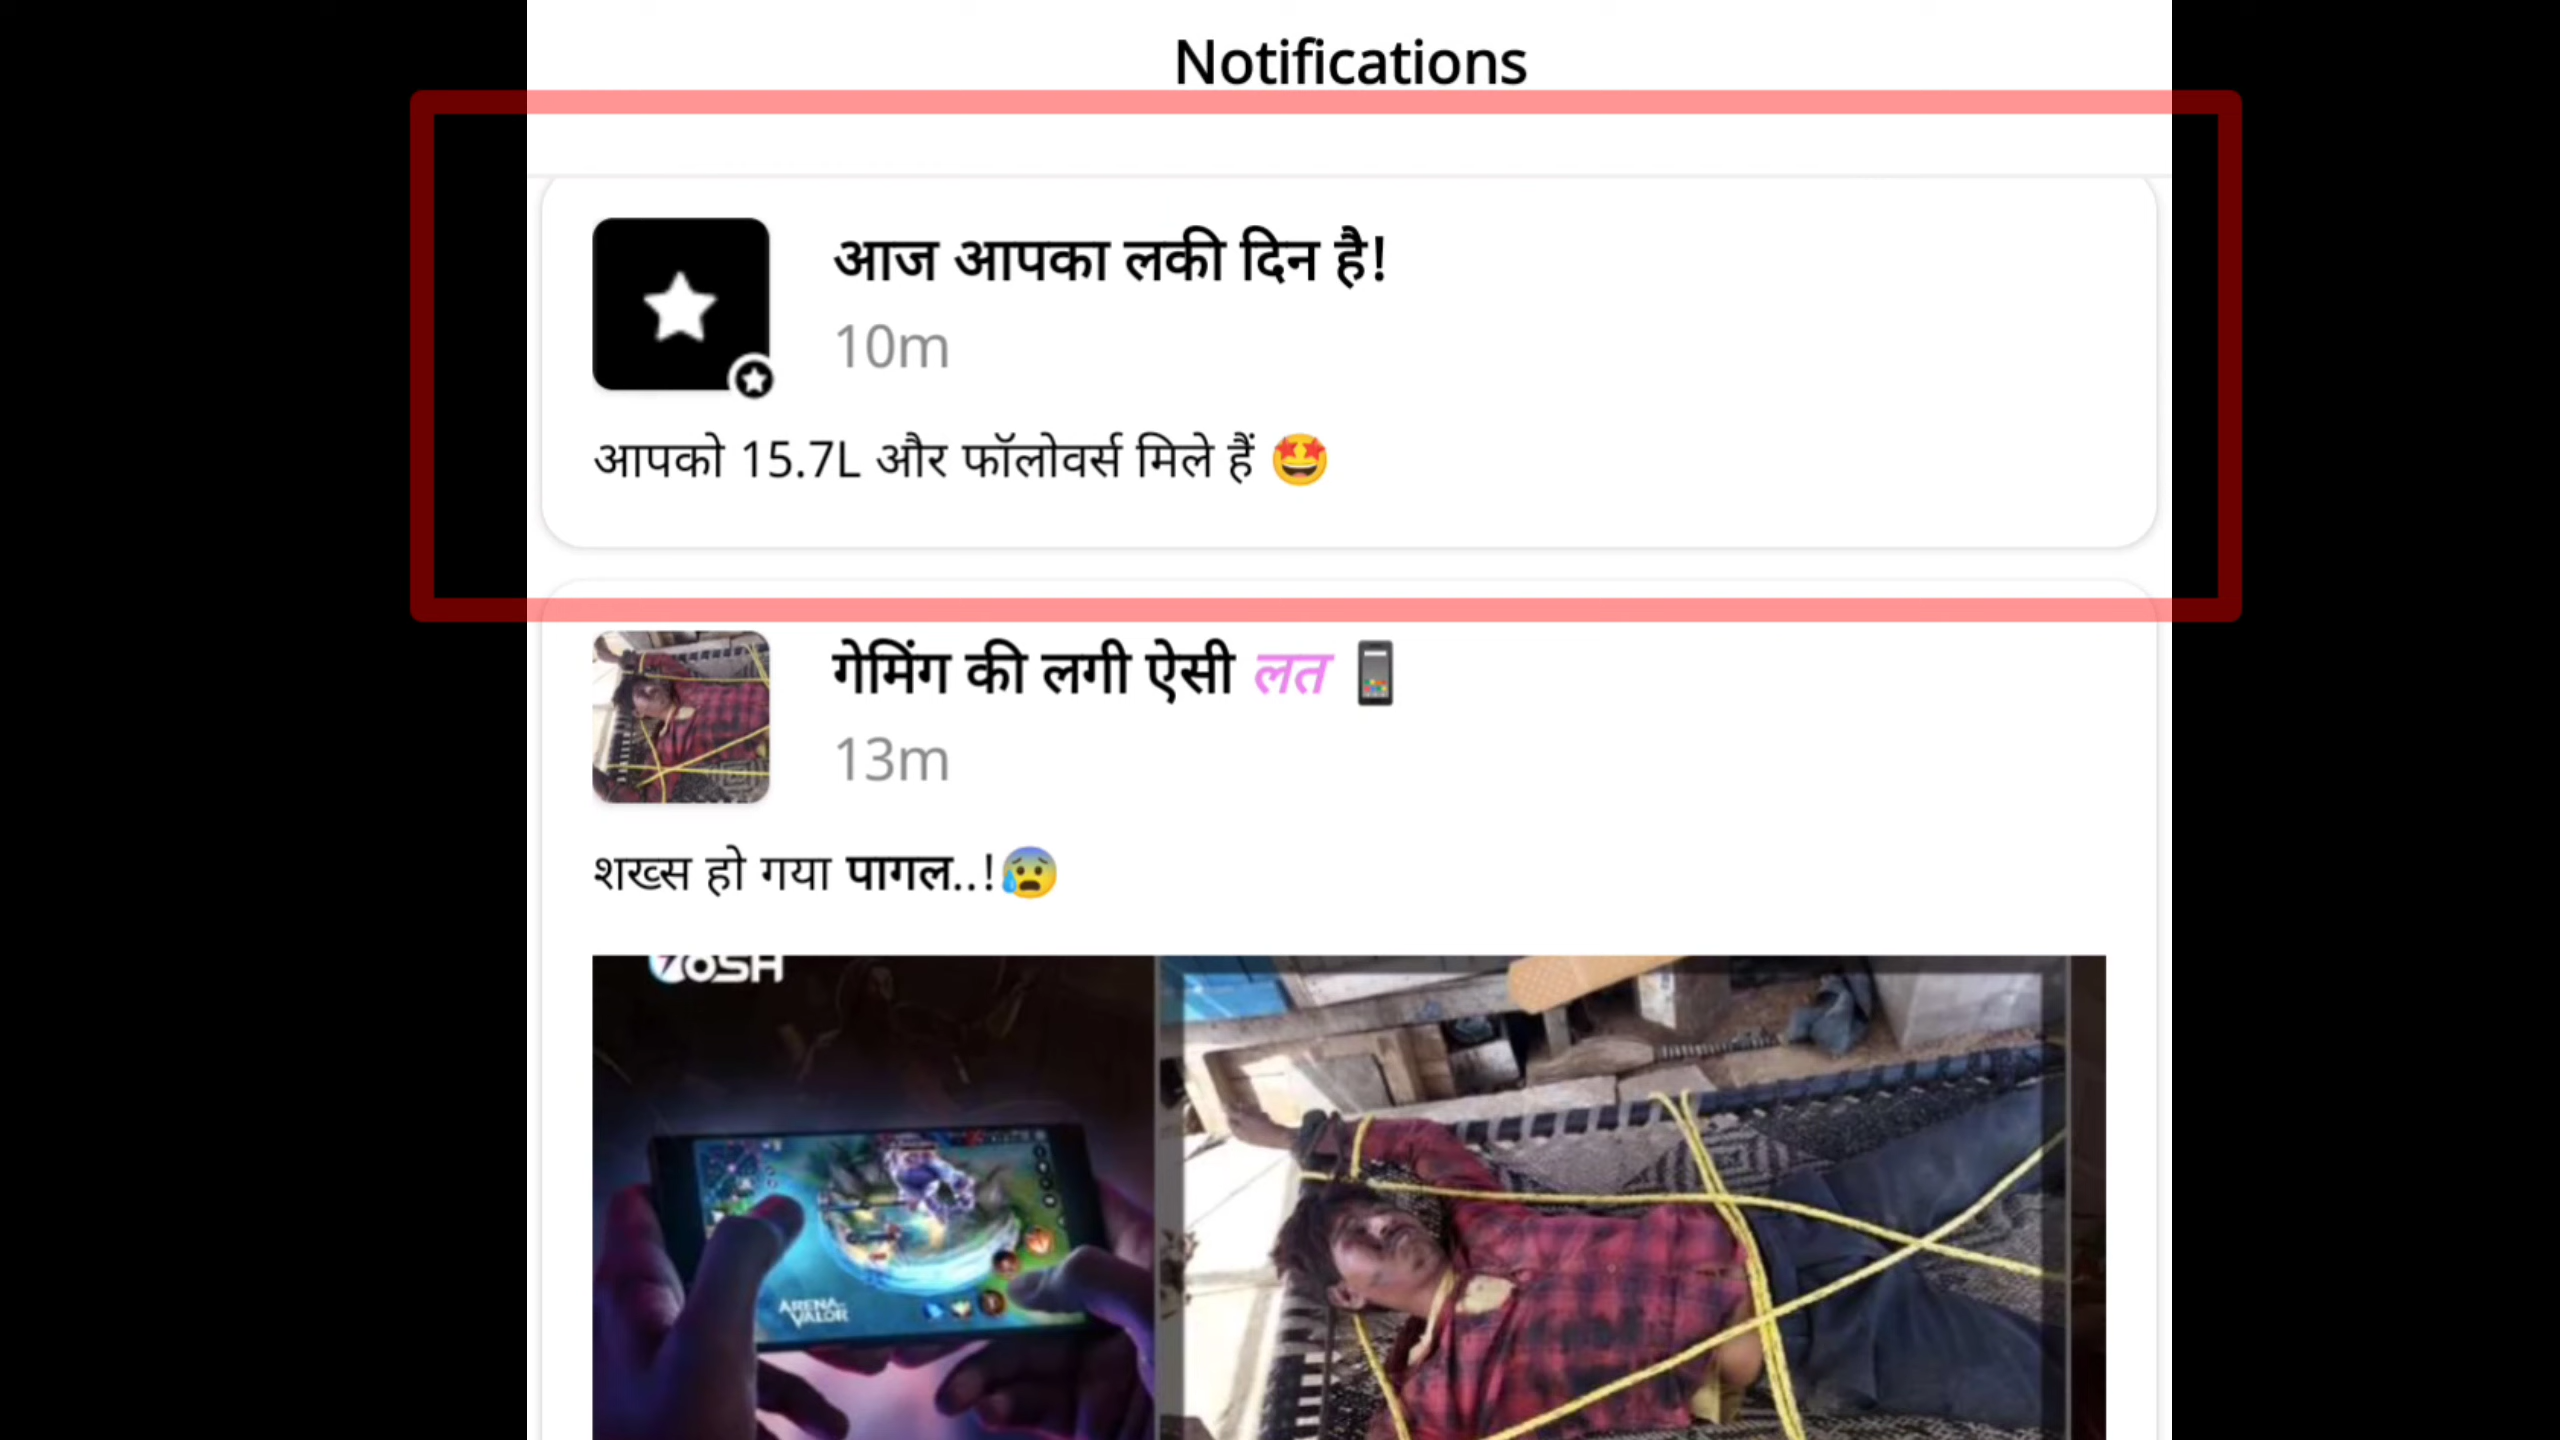 Notifications
आज आपका लकी दिन है!
10m
आपको 15.7L और फॉलोवर्स मिले हैं 🤩
गेमिंग की लगी ऐसी लत 📱
13m
शख्स हो गया पागल..!😰
JOSH
ARENA OF
VALOR